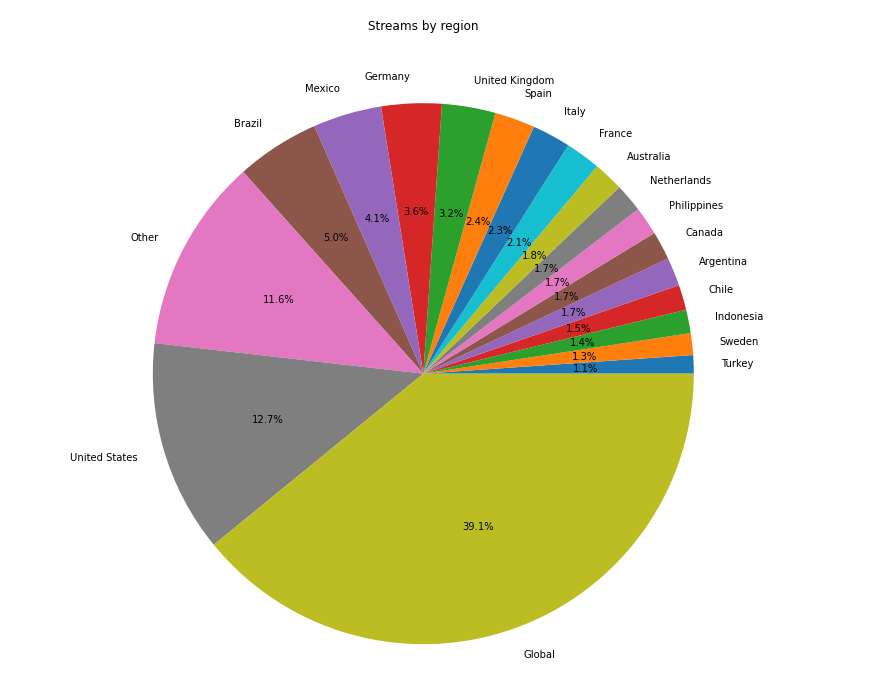 Streams by region
Turkey
1.1%
Sweden
1.3%
Indonesia
1.4%
Chile
1.5%
Argentina
1.7%
Canada
1.7%
Philippines
1.7%
Netherlands
1.7%
Australia
1.8%
France
2.1%
Italy
2.3%
Spain
2.4%
United Kingdom
3.2%
Germany
3.6%
Mexico
4.1%
Brazil
5.0%
Other
11.6%
United States
12.7%
Global
39.1%